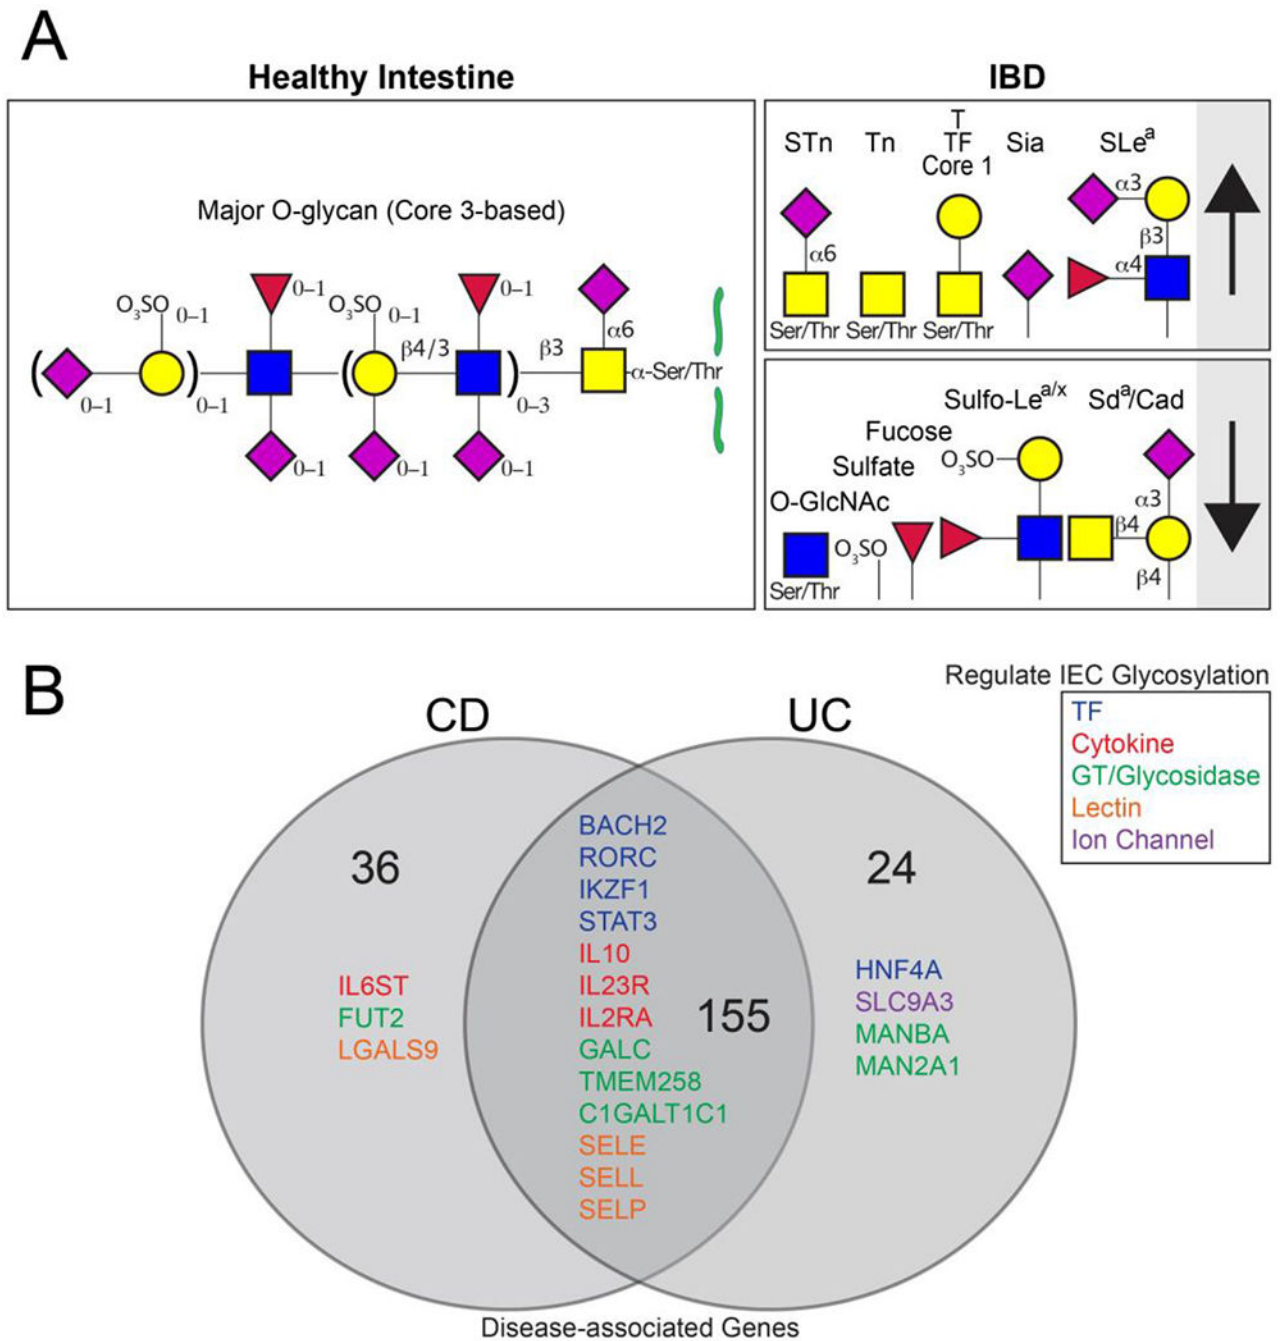 A
Healthy Intestine
IBD
Major O-glycan (Core 3-based)
O₃SO 0–1
0–1
O₃SO 0–1
0–1
α6
( 0–1
) 0–1
(
β4/3
) 0–3
β3
α-Ser/Thr
0–1
0–1
0–1
STn
Tn
T
TF
Core 1
Sia
SLeᵃ
α6
α3
β3
α4
Ser/Thr
Ser/Thr
Ser/Thr
Sulfo-Leᵃ/ˣ
Sdᵃ/Cad
Fucose
Sulfate
O₃SO
O-GlcNAc
O₃SO
Ser/Thr
α3
β4
β4
B
Regulate IEC Glycosylation
TF
Cytokine
GT/Glycosidase
Lectin
Ion Channel
CD
UC
36
IL6ST
FUT2
LGALS9
BACH2
RORC
IKZF1
STAT3
IL10
IL23R
IL2RA
GALC
TMEM258
C1GALT1C1
SELE
SELL
SELP
155
24
HNF4A
SLC9A3
MANBA
MAN2A1
Disease-associated Genes